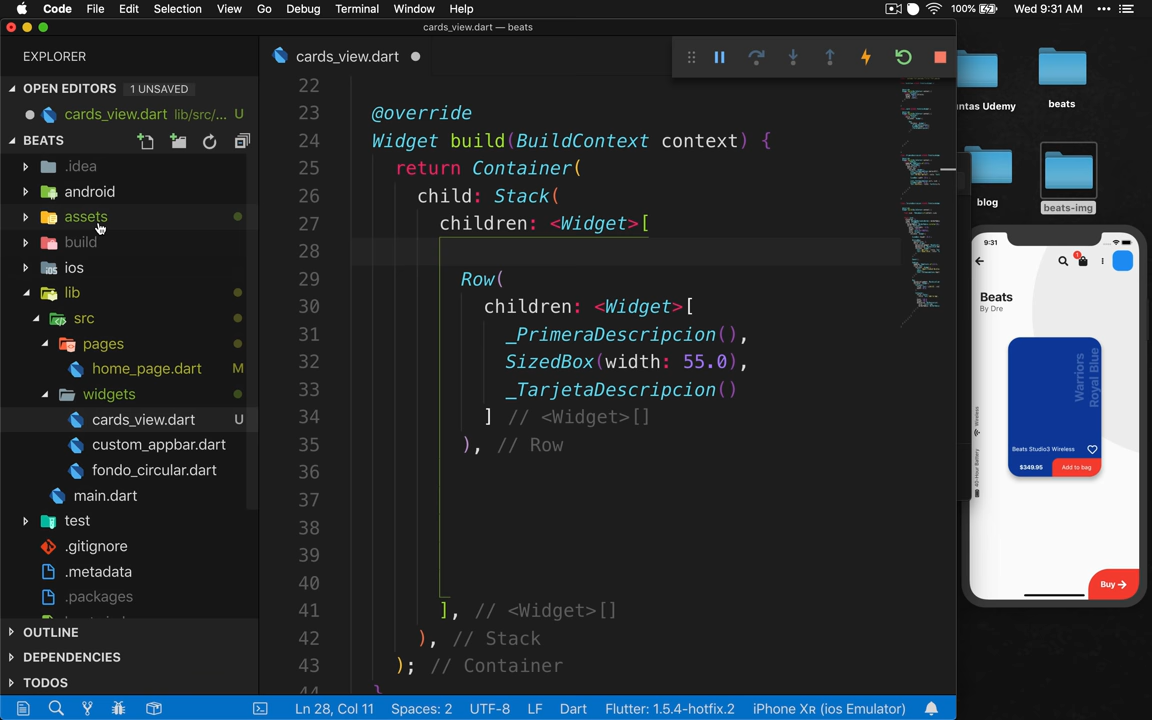 Code File Edit Selection View Go Debug Terminal Window Help 100% Wed 9:31 AM
cards_view.dart — beats
EXPLORER
OPEN EDITORS 1 UNSAVED
cards_view.dart lib/src/... U
BEATS
.idea
android
assets
build
ios
lib
src
pages
home_page.dart M
widgets
cards_view.dart U
custom_appbar.dart
fondo_circular.dart
main.dart
test
.gitignore
.metadata
.packages
OUTLINE
DEPENDENCIES
TODOS
cards_view.dart
22
23 @override
24 Widget build(BuildContext context) {
25 return Container(
26 child: Stack(
27 children: <Widget>[
28
29 Row(
30 children: <Widget>[
31 _PrimeraDescripcion(),
32 SizedBox(width: 55.0),
33 _TarjetaDescripcion()
34 ] // <Widget>[]
35 ), // Row
36
37
38
39
40
41 ], // <Widget>[]
42 ), // Stack
43 ); // Container
44 }
Ln 28, Col 11 Spaces: 2 UTF-8 LF Dart Flutter: 1.5.4-hotfix.2 iPhone XR (ios Emulator)
untas Udemy
beats
blog
beats-img
9:31
1
Beats
By Dre
Warriors
Royal Blue
Wireless
40-Hour Battery
Beats Studio3 Wireless
$349.95 Add to bag
Buy